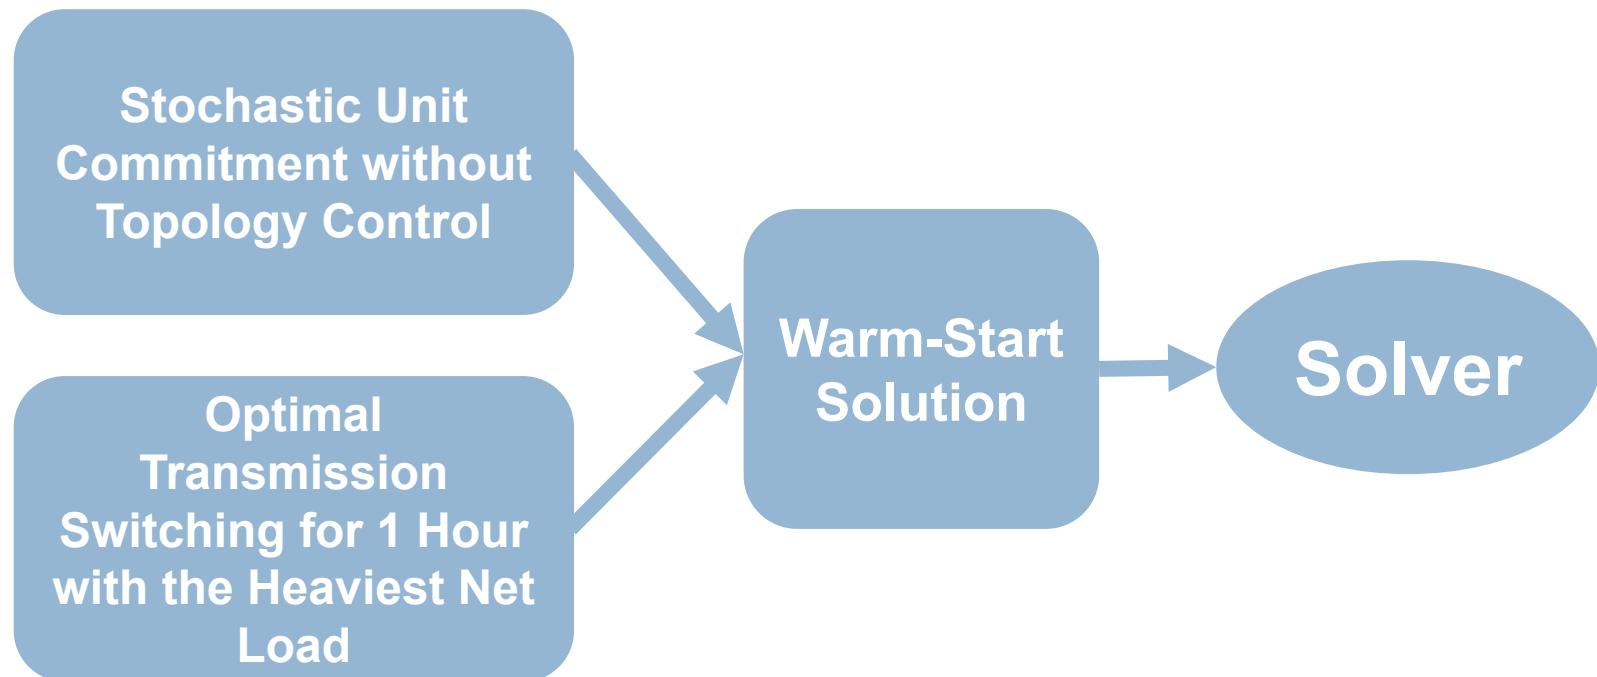 Stochastic Unit
Commitment without
Topology Control
Optimal
Transmission
Switching for 1 Hour
with the Heaviest Net
Load
Warm-Start
Solution
Solver